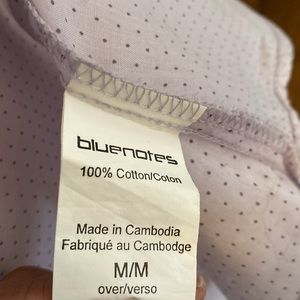 bluenotes
100% Cotton/Coton
Made in Cambodia
Fabriqué au Cambodge
M/M
over/verso